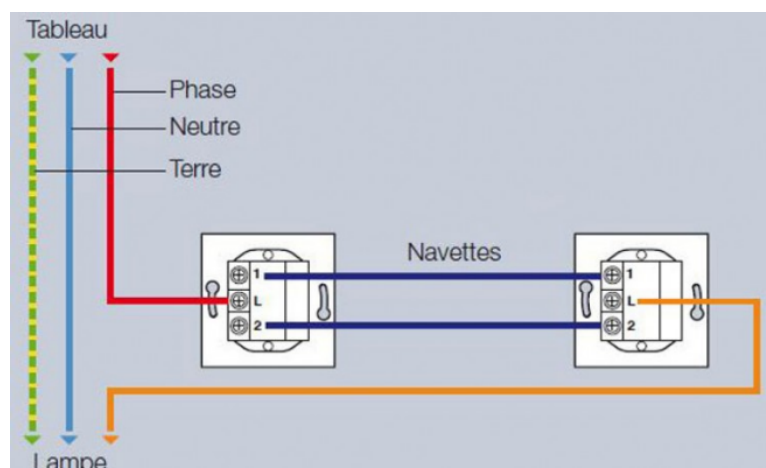 Tableau
Phase
Neutre
Terre
Navettes
1
L
2
1
L
2
Lampe